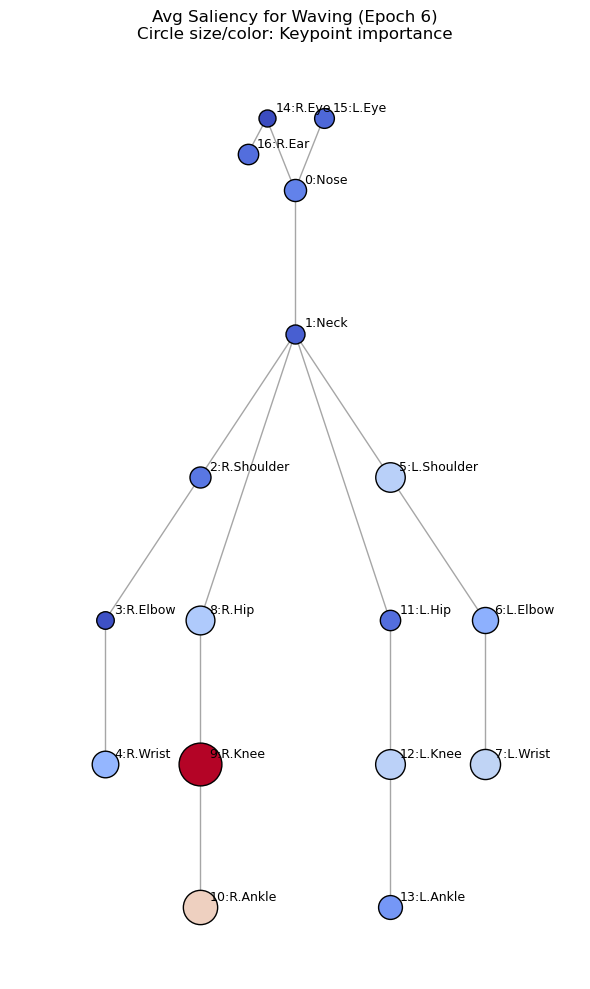 Avg Saliency for Waving (Epoch 6)
Circle size/color: Keypoint importance
14:R.Eye
15:L.Eye
16:R.Ear
0:Nose
1:Neck
2:R.Shoulder
5:L.Shoulder
3:R.Elbow
8:R.Hip
11:L.Hip
6:L.Elbow
4:R.Wrist
9:R.Knee
12:L.Knee
7:L.Wrist
10:R.Ankle
13:L.Ankle